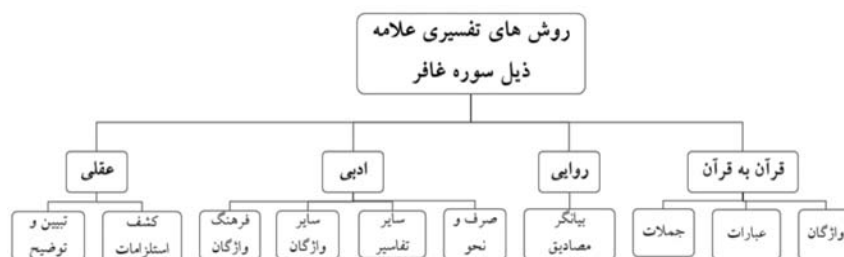 روش های تفسیری علامه
ذیل سوره غافر
قرآن به قرآن
روایی
ادبی
عقلی
واژگان
عبارات
جملات
بیانگر
مصادیق
صرف و
نحو
سایر
تفاسیر
سایر
واژگان
فرهنگ
واژگان
کشف
استلزامات
تبیین و
توضیح